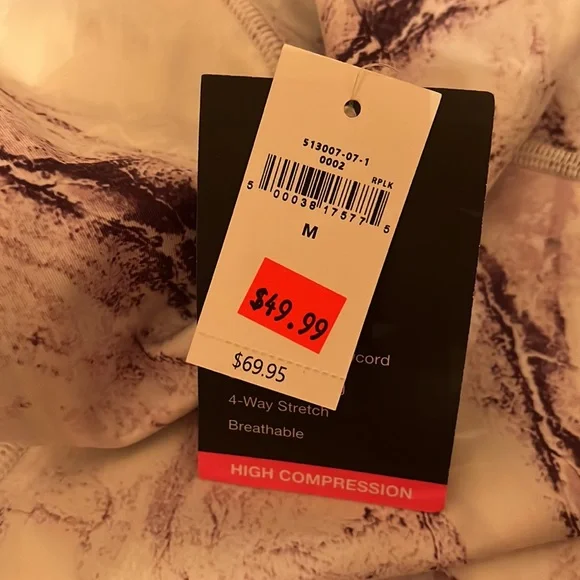 513007-07-1
0002
RPLK
5 00038 17577 5
M
$49.99
$69.95
cord
4-Way Stretch
Breathable
HIGH COMPRESSION